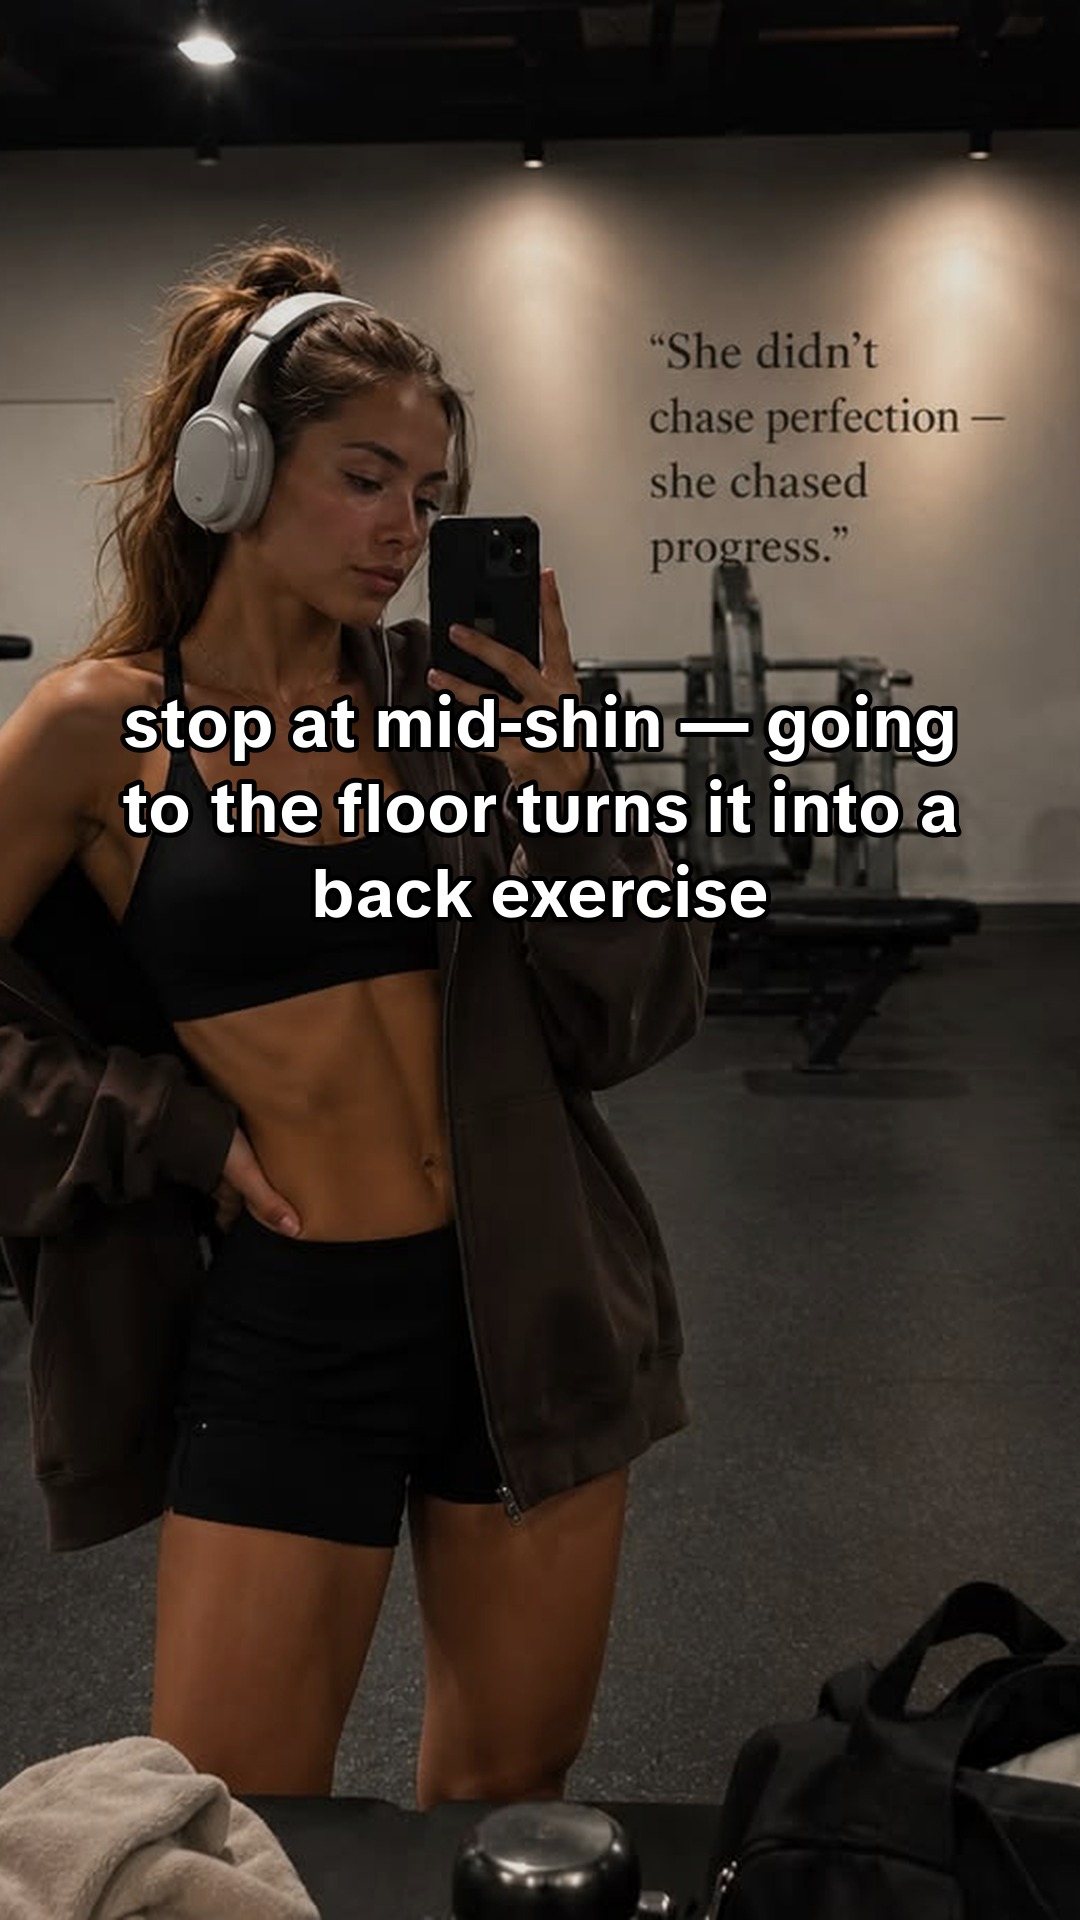 “She didn’t
chase perfection —
she chased
progress.”
stop at mid-shin — going
to the floor turns it into a
back exercise